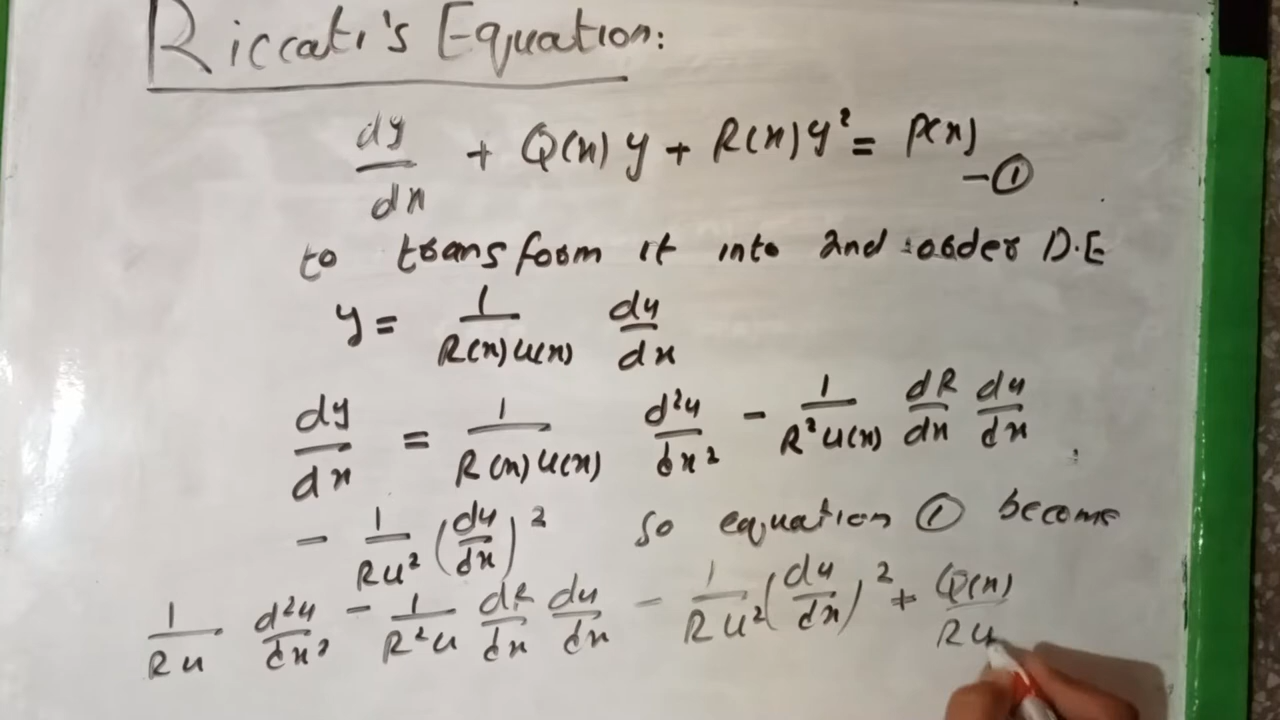 Riccati's Equation:
dy/dx + Q(x) y + R(x) y² = P(x) -①
to transform it into 2nd order D.E
y = 1/(R(x) u(x)) du/dx
dy/dx = 1/(R(x) u(x)) d²u/dx² - 1/(R² u(x)) dR/dx du/dx
- 1/(Ru²) (du/dx)² So equation ① become
1/(Ru) d²u/dx² - 1/(R²u) dR/dx du/dx - 1/(Ru²) (du/dx)² + Q(x)/(Ru)